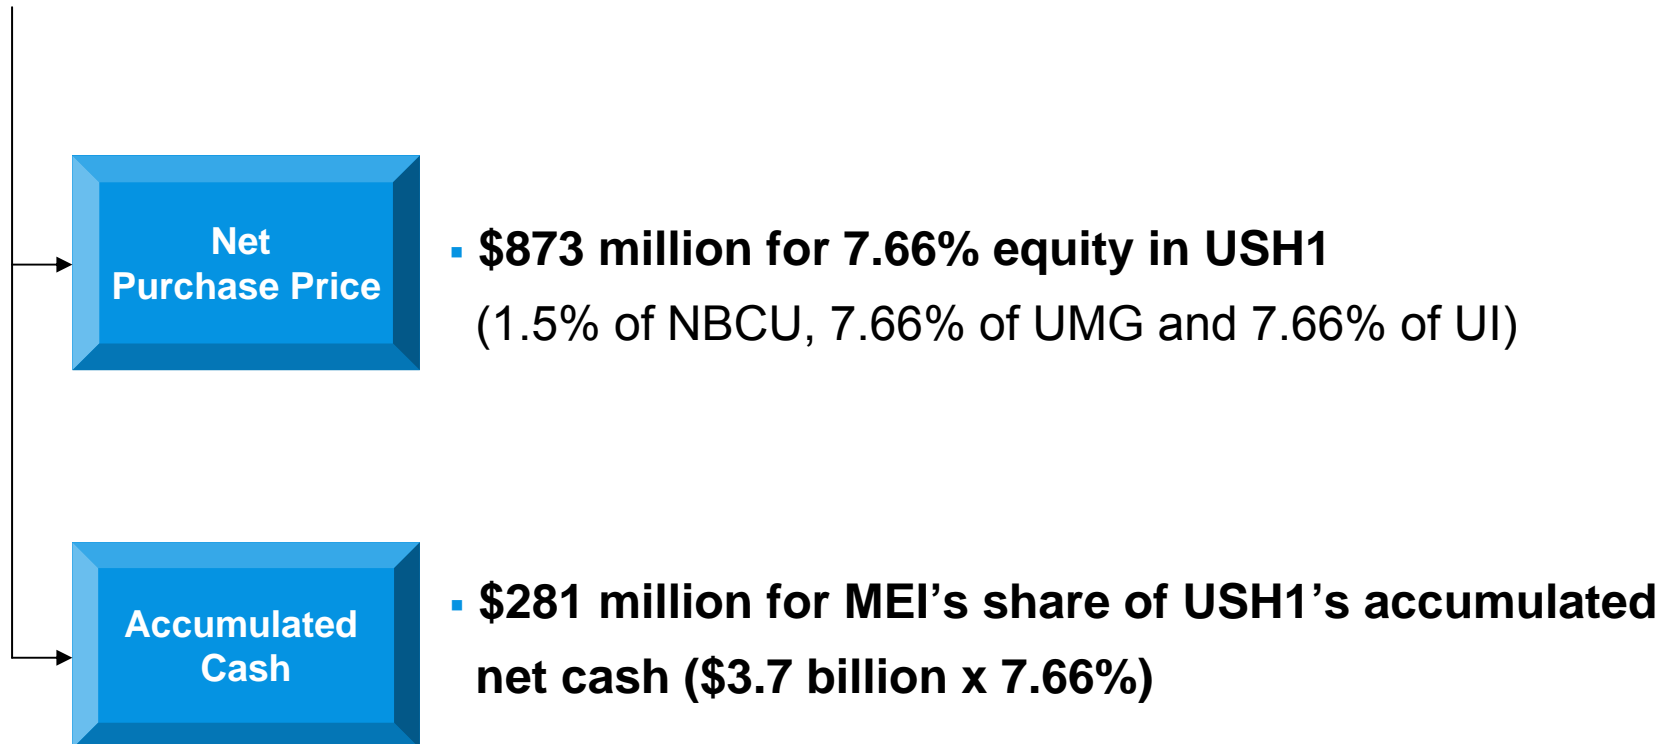 Net
Purchase Price
▪ $873 million for 7.66% equity in USH1
(1.5% of NBCU, 7.66% of UMG and 7.66% of UI)
Accumulated
Cash
▪ $281 million for MEI’s share of USH1’s accumulated
net cash ($3.7 billion x 7.66%)